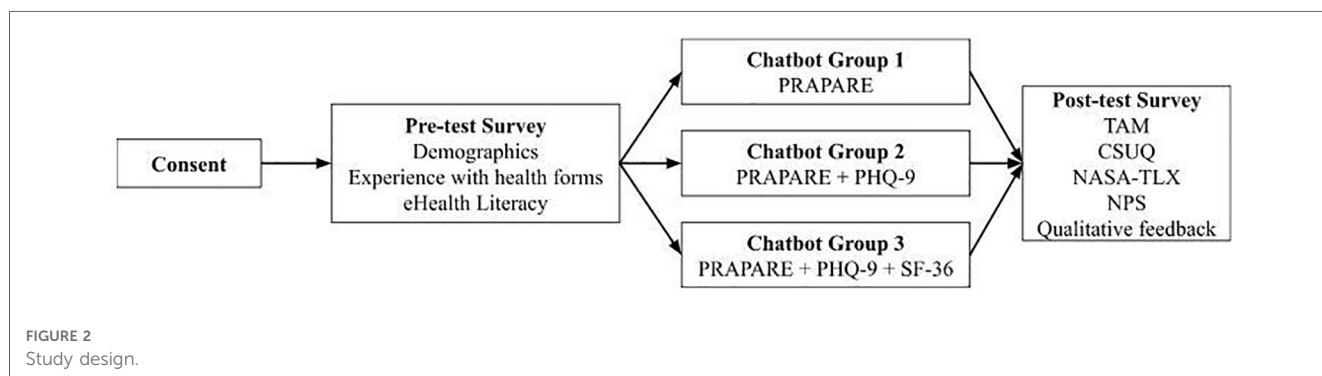 Consent
Pre-test Survey
Demographics
Experience with health forms
eHealth Literacy
Chatbot Group 1
PRAPARE
Chatbot Group 2
PRAPARE + PHQ-9
Chatbot Group 3
PRAPARE + PHQ-9 + SF-36
Post-test Survey
TAM
CSUQ
NASA-TLX
NPS
Qualitative feedback
FIGURE 2
Study design.